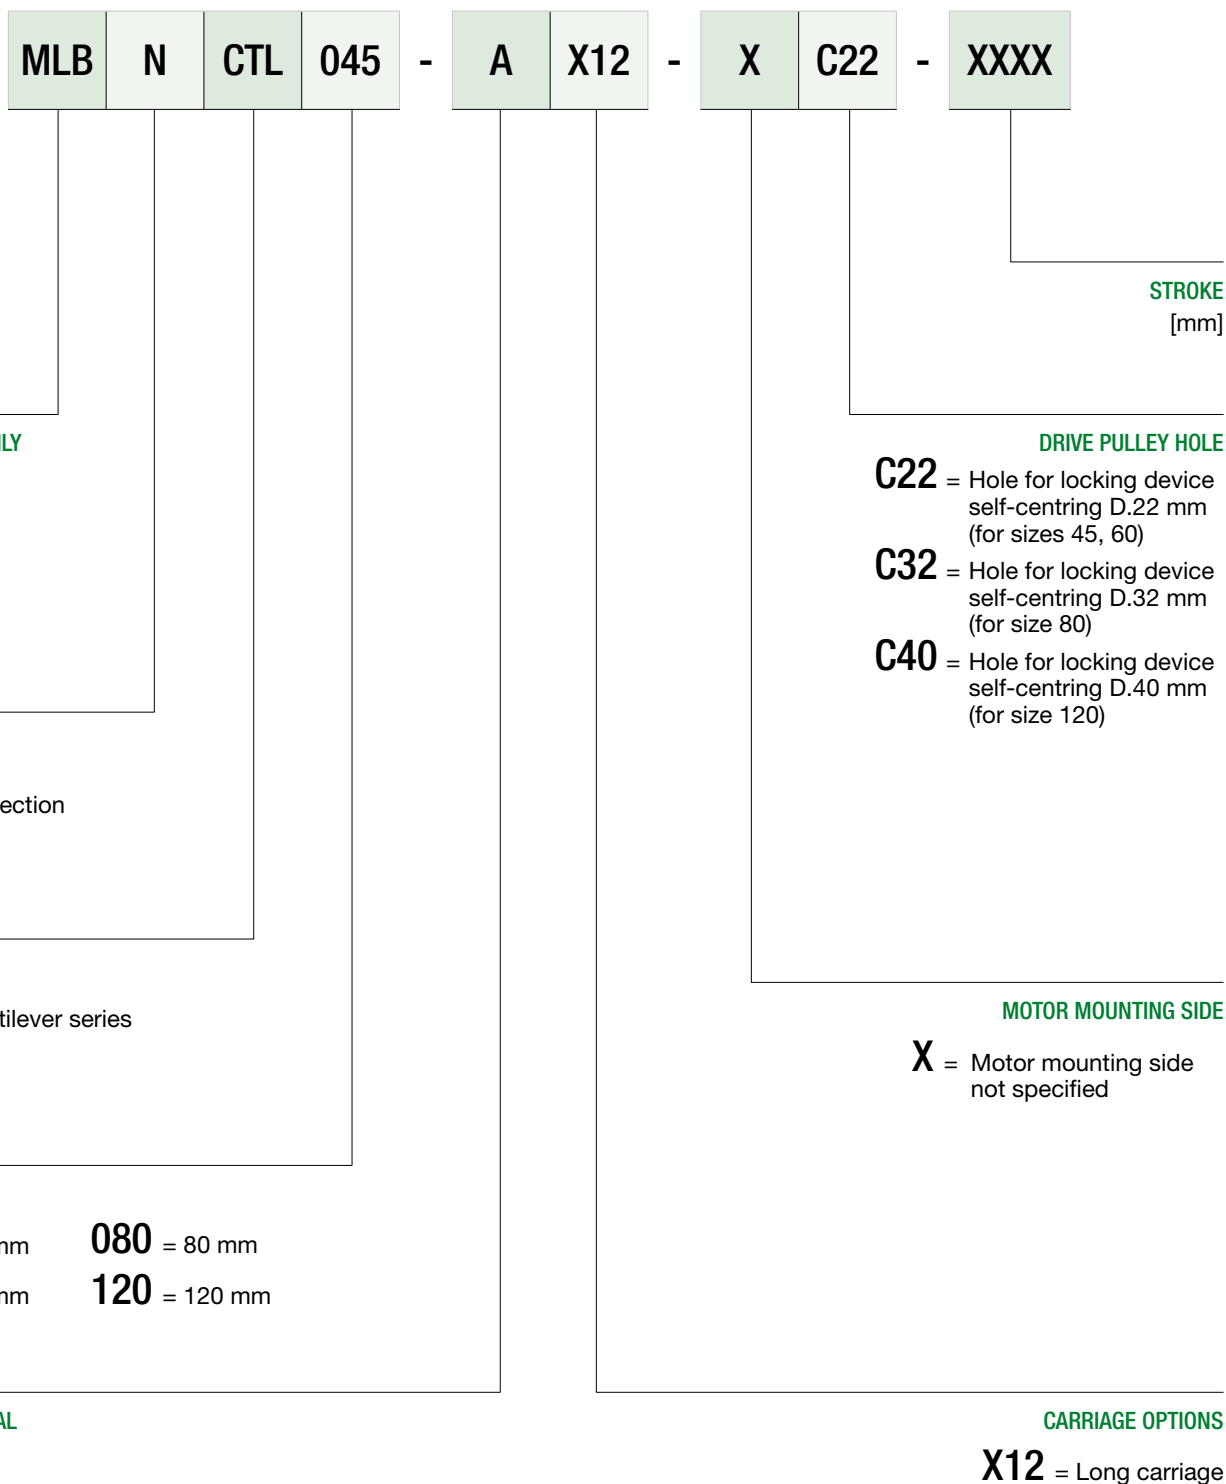 MLB N CTL 045 - A X12 - X C22 - XXXX
STROKE
[mm]
DRIVE PULLEY HOLE
C22 = Hole for locking device
self-centring D.22 mm
(for sizes 45, 60)
C32 = Hole for locking device
self-centring D.32 mm
(for size 80)
C40 = Hole for locking device
self-centring D.40 mm
(for size 120)
ection
tilever series
MOTOR MOUNTING SIDE
X = Motor mounting side
not specified
mm 080 = 80 mm
mm 120 = 120 mm
AL
CARRIAGE OPTIONS
X12 = Long carriage